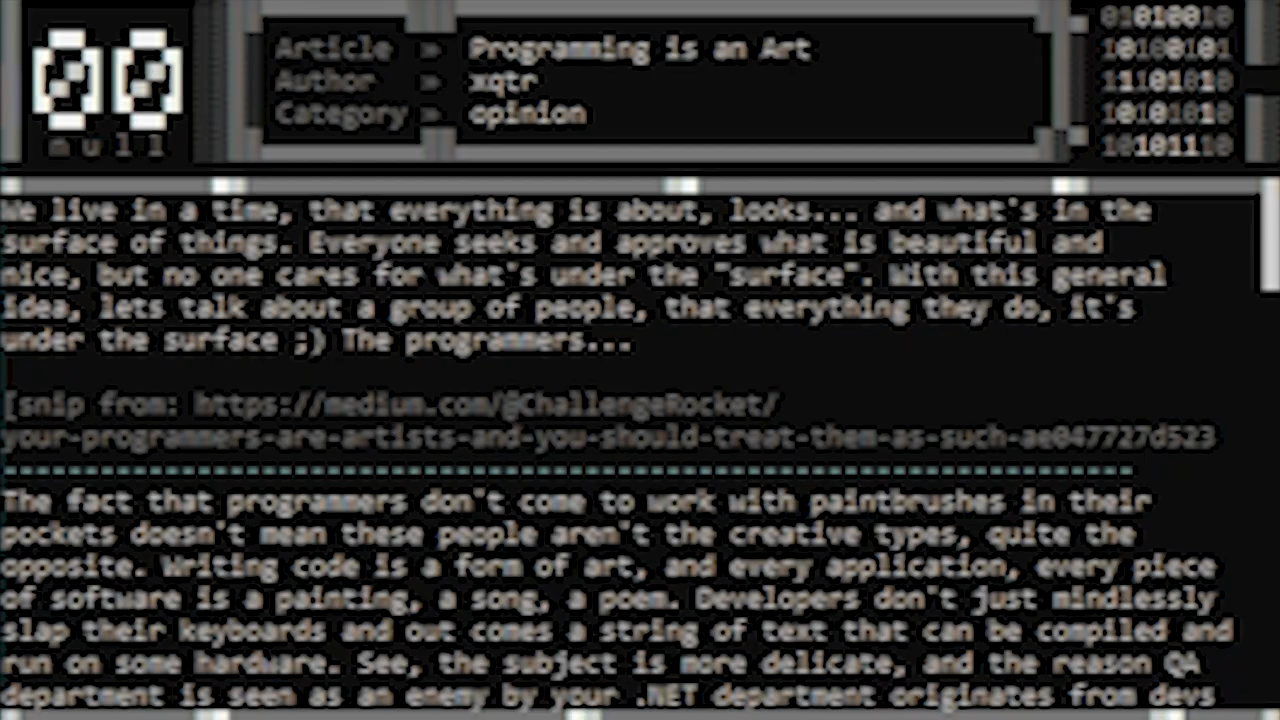 00
null
Article » Programming is an Art
Author » xqtr
Category » opinion
01010010
10100101
11101010
10101010
10101110
We live in a time, that everything is about, looks... and what's in the
surface of things. Everyone seeks and approves what is beautiful and
nice, but no one cares for what's under the "surface". With this general
idea, lets talk about a group of people, that everything they do, it's
under the surface ;) The programmers...
[snip from: https://medium.com/@ChallengeRocket/
your-programmers-are-artists-and-you-should-treat-them-as-such-ae047727d523
The fact that programmers don't come to work with paintbrushes in their
pockets doesn't mean these people aren't the creative types, quite the
opposite. Writing code is a form of art, and every application, every piece
of software is a painting, a song, a poem. Developers don't just mindlessly
slap their keyboards and out comes a string of text that can be compiled and
run on some hardware. See, the subject is more delicate, and the reason QA
department is seen as an enemy by your .NET department originates from devs